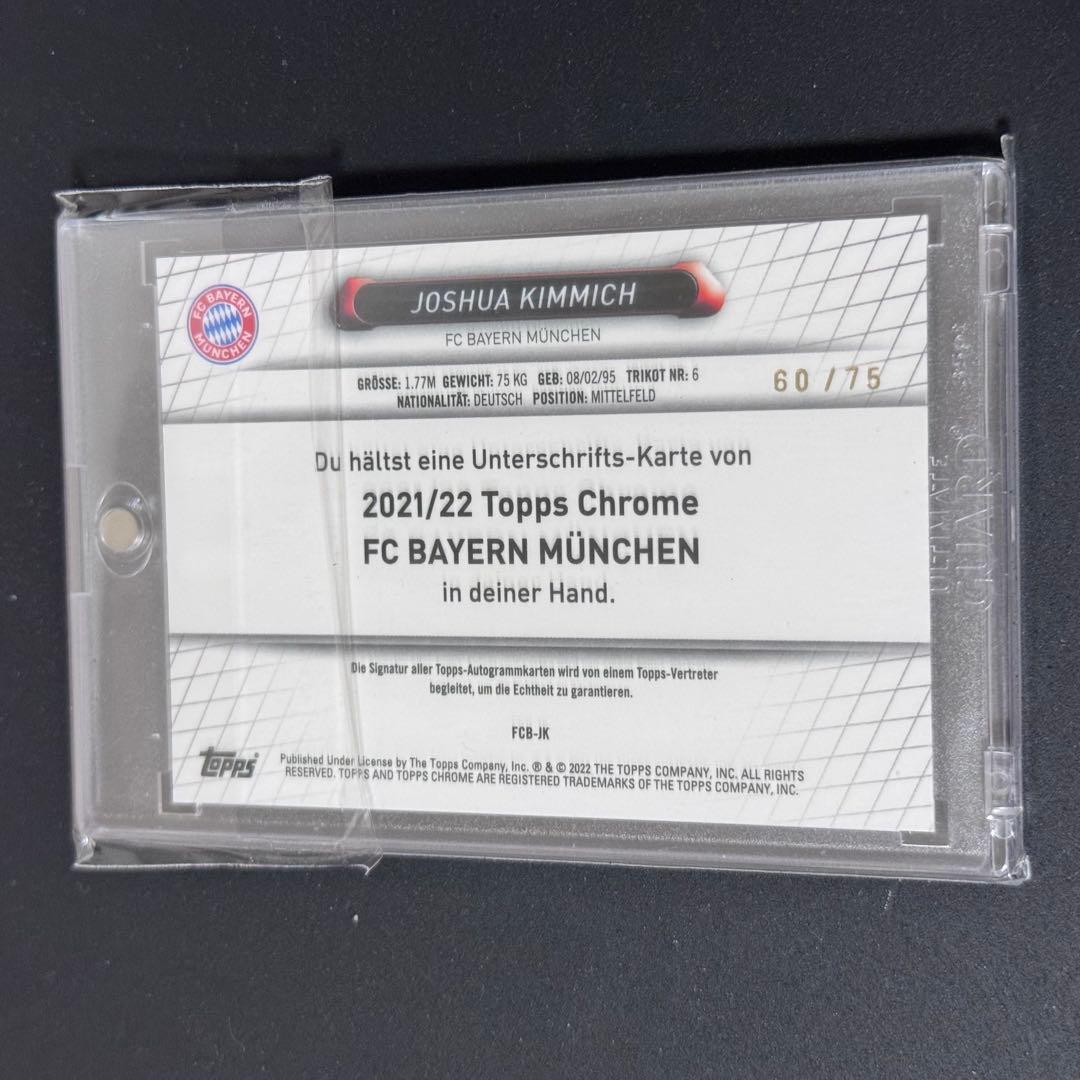 FC BAYERN
MÜNCHEN
JOSHUA KIMMICH
FC BAYERN MÜNCHEN
GRÖSSE: 1.77M GEWICHT: 75 KG GEB: 08/02/95 TRIKOT NR: 6
NATIONALITÄT: DEUTSCH POSITION: MITTELFELD
60/75
Du hältst eine Unterschrifts-Karte von
2021/22 Topps Chrome
FC BAYERN MÜNCHEN
in deiner Hand.
Die Signatur aller Topps-Autogrammkarten wird von einem Topps-Vertreter
begleitet, um die Echtheit zu garantieren.
FCB-JK
topps
Published Under License by The Topps Company, Inc. ® & © 2022 THE TOPPS COMPANY, INC. ALL RIGHTS
RESERVED. TOPPS AND TOPPS CHROME ARE REGISTERED TRADEMARKS OF THE TOPPS COMPANY, INC.
ULTIMATE
GUARD